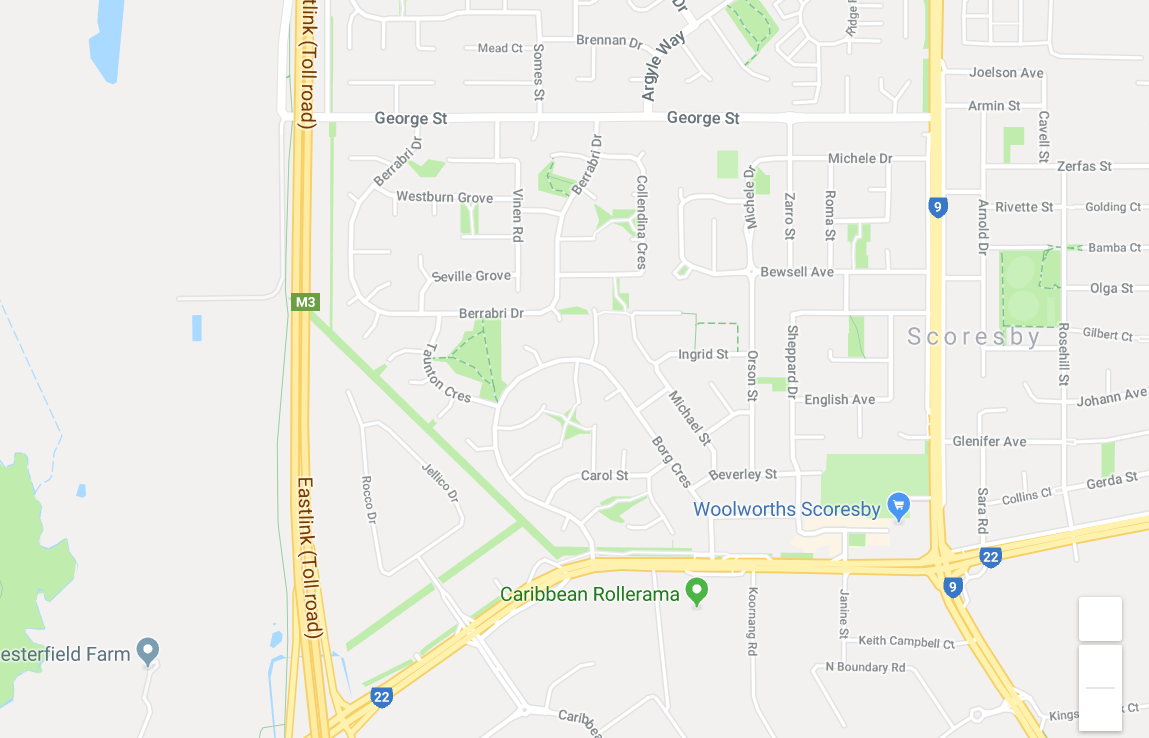 Eastlink (Toll road)
Dr
Mead Ct
Somes St
Brennan Dr
Argyle Way
Joelson Ave
Armin St
Cavell St
George St
George St
Berrabri Dr
Berrabri Dr
Michele Dr
Zerfas St
Westburn Grove
Vinen Rd
Collendina Cres
Michele Dr
Zarro St
Roma St
9
Arnold Dr
Rivette St
Golding Ct
Bamba Ct
Seville Grove
Bewsell Ave
Olga St
M3
Berrabri Dr
Scoresby
Gilbert Ct
Taunton Cres
Ingrid St
Orson St
Sheppard Dr
Rosehill St
English Ave
Johann Ave
Michael St
Borg Cres
Glenifer Ave
Rocco Dr
Jellico Dr
Carol St
Beverley St
Gerda St
Collins Cl
Sara Rd
Woolworths Scoresby
Eastlink (Toll road)
22
9
Caribbean Rollerama
Koornang Rd
Janine St
Keith Campbell Ct
esterfield Farm
N Boundary Rd
22
Caribbea
Kings
k Ct